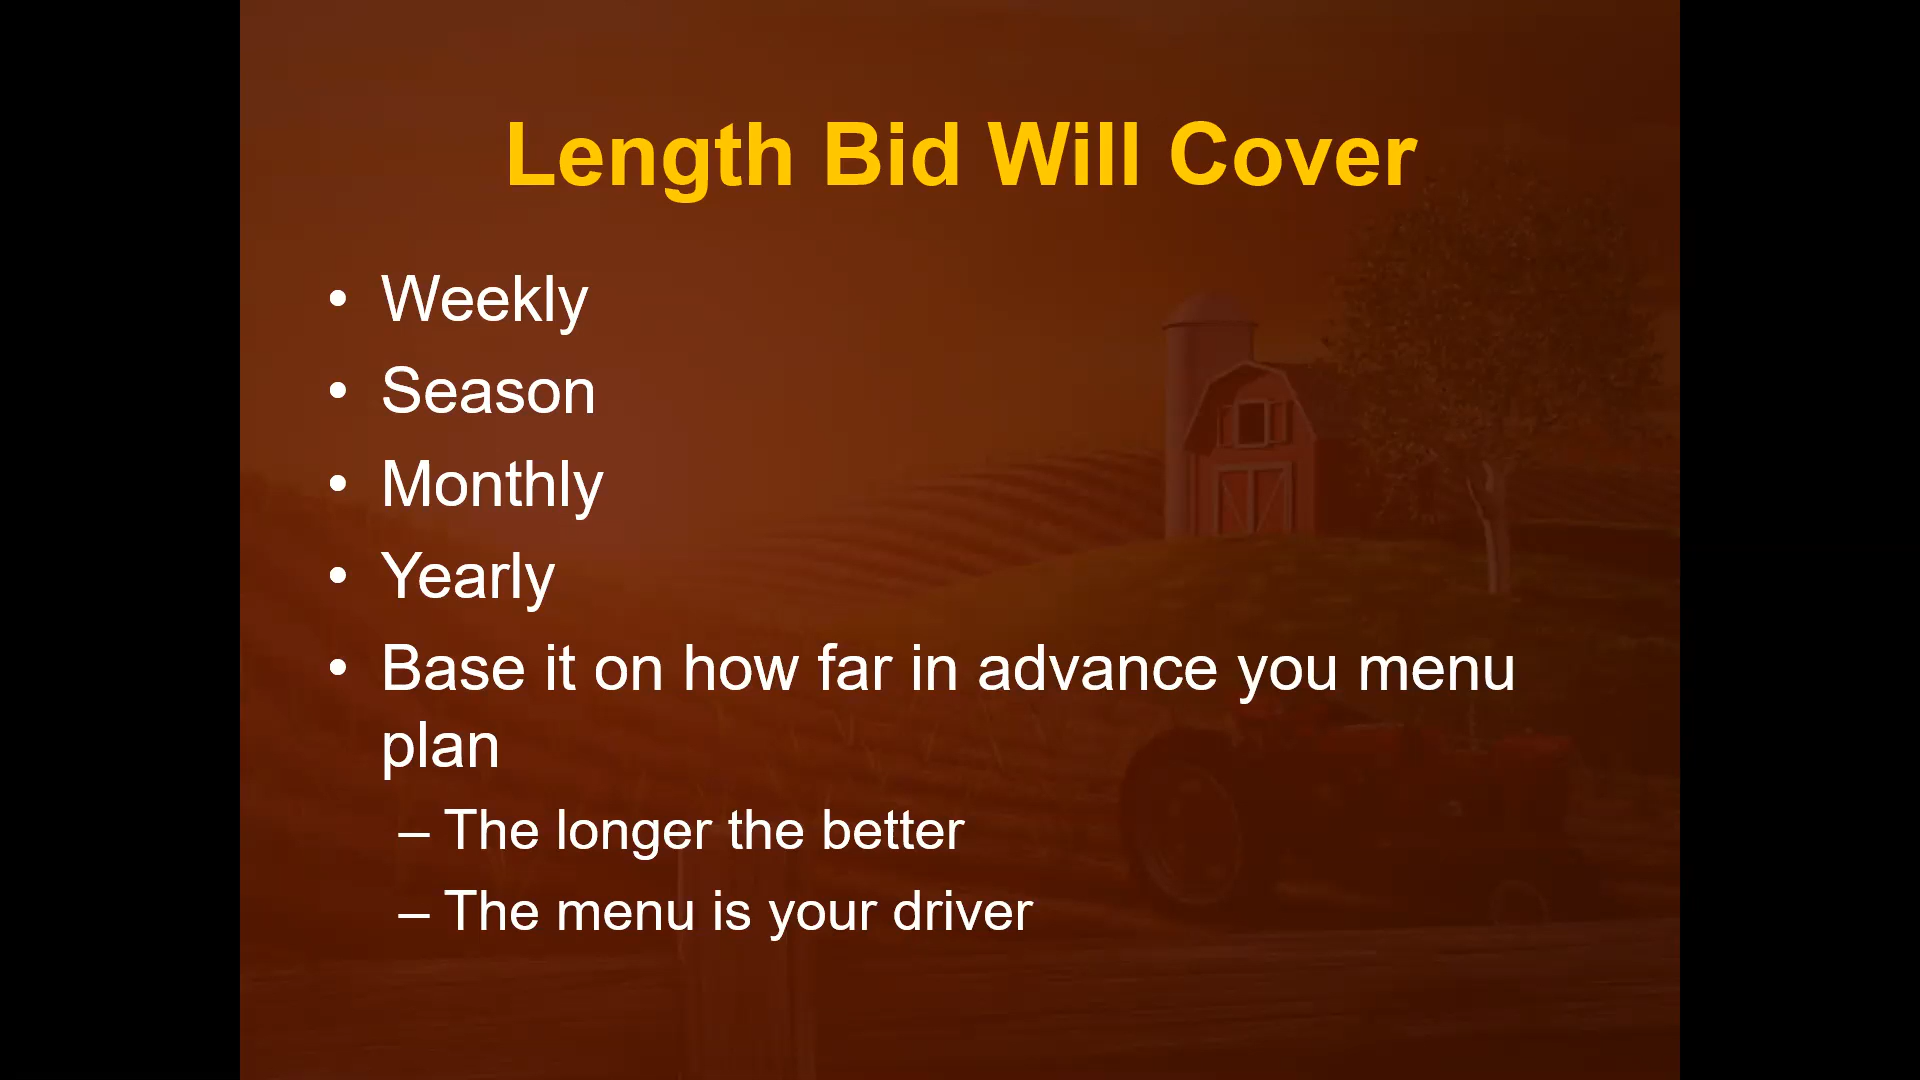 Length Bid Will Cover
• Weekly
• Season
• Monthly
• Yearly
• Base it on how far in advance you menu
plan
– The longer the better
– The menu is your driver